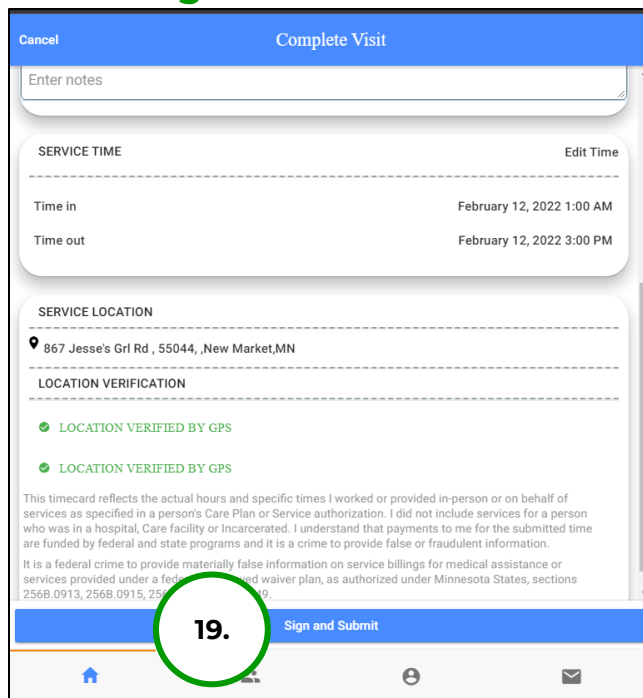 Cancel
Complete Visit
Enter notes
SERVICE TIME
Edit Time
Time in
February 12, 2022 1:00 AM
Time out
February 12, 2022 3:00 PM
SERVICE LOCATION
867 Jesse's Grl Rd , 55044, ,New Market,MN
LOCATION VERIFICATION
LOCATION VERIFIED BY GPS
LOCATION VERIFIED BY GPS
This timecard reflects the actual hours and specific times I worked or provided in-person or on behalf of
services as specified in a person's Care Plan or Service authorization. I did not include services for a person
who was in a hospital, Care facility or Incarcerated. I understand that payments to me for the submitted time
are funded by federal and state programs and it is a crime to provide false or fraudulent information.
It is a federal crime to provide materially false information on service billings for medical assistance or
services provided under a waiver plan, as authorized under Minnesota States, sections
256B.0913, 256B.0915,
19.
Sign and Submit